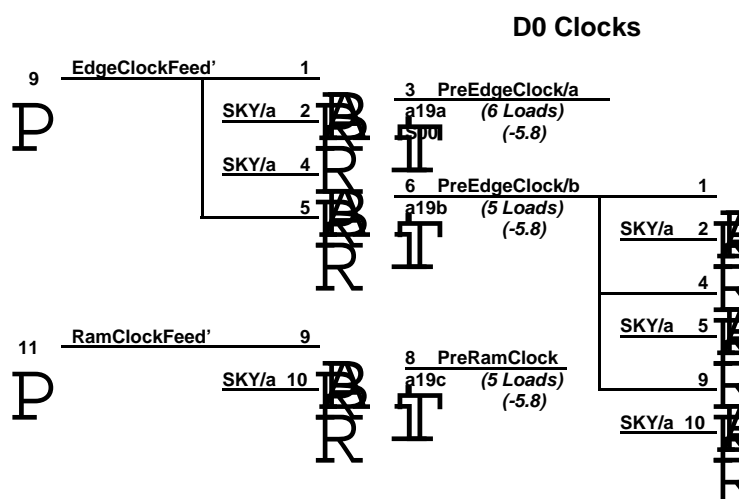 D0 Clocks
EdgeClockFeed’ 1
9
P
SKY/a 2
SKY/a 4
5
3 PreEdgeClock/a
a19a (6 Loads)
S00 (-5.8)
6 PreEdgeClock/b 1
a19b (5 Loads)
(-5.8)
SKY/a 2
4
SKY/a 5
9
SKY/a 10
RamClockFeed’ 9
11
P
SKY/a 10
8 PreRamClock
a19c (5 Loads)
(-5.8)